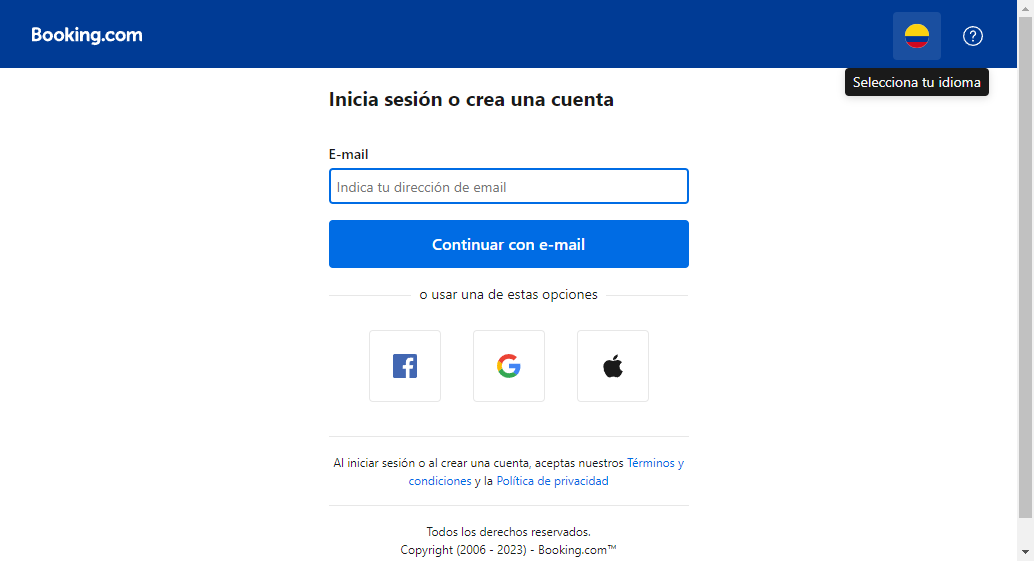 Booking.com
Selecciona tu idioma
Inicia sesión o crea una cuenta
E-mail
Indica tu dirección de email
Continuar con e-mail
o usar una de estas opciones
Al iniciar sesión o al crear una cuenta, aceptas nuestros Términos y
condiciones y la Política de privacidad
Todos los derechos reservados.
Copyright (2006 - 2023) - Booking.com™